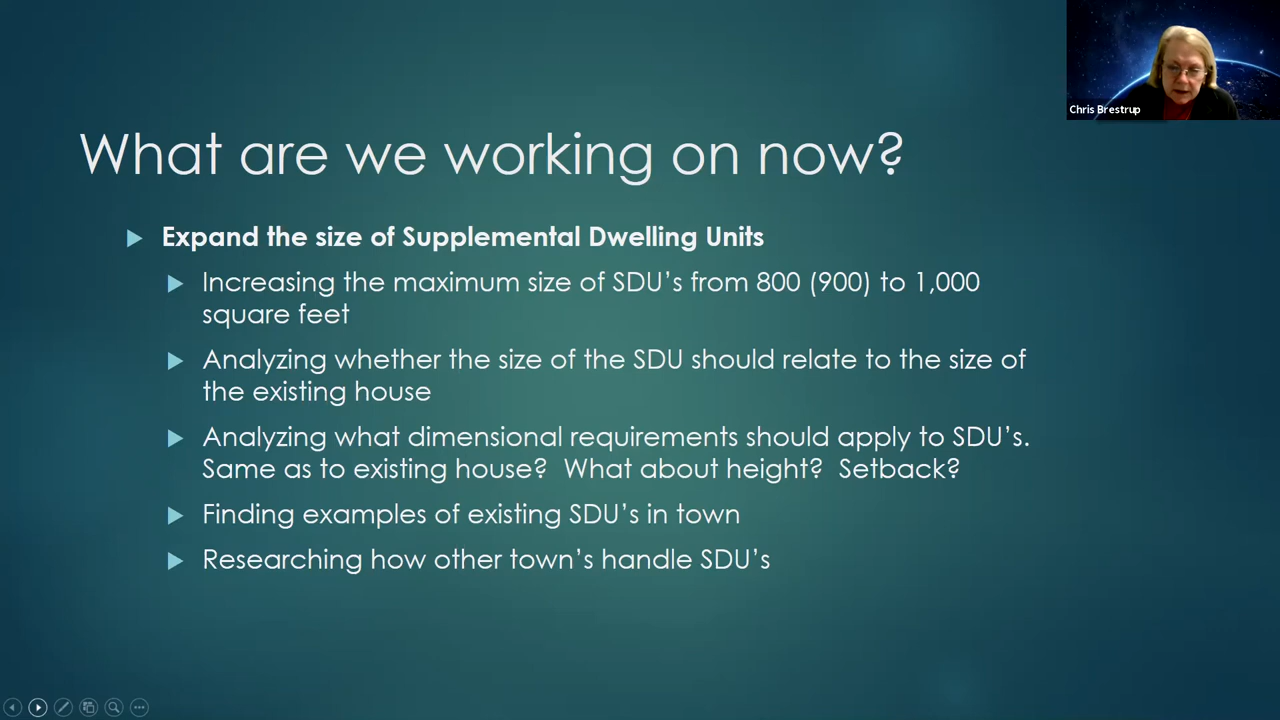 Chris Brestrup
What are we working on now?
Expand the size of Supplemental Dwelling Units
Increasing the maximum size of SDU’s from 800 (900) to 1,000
square feet
Analyzing whether the size of the SDU should relate to the size of
the existing house
Analyzing what dimensional requirements should apply to SDU’s.
Same as to existing house?  What about height?  Setback?
Finding examples of existing SDU’s in town
Researching how other town’s handle SDU’s